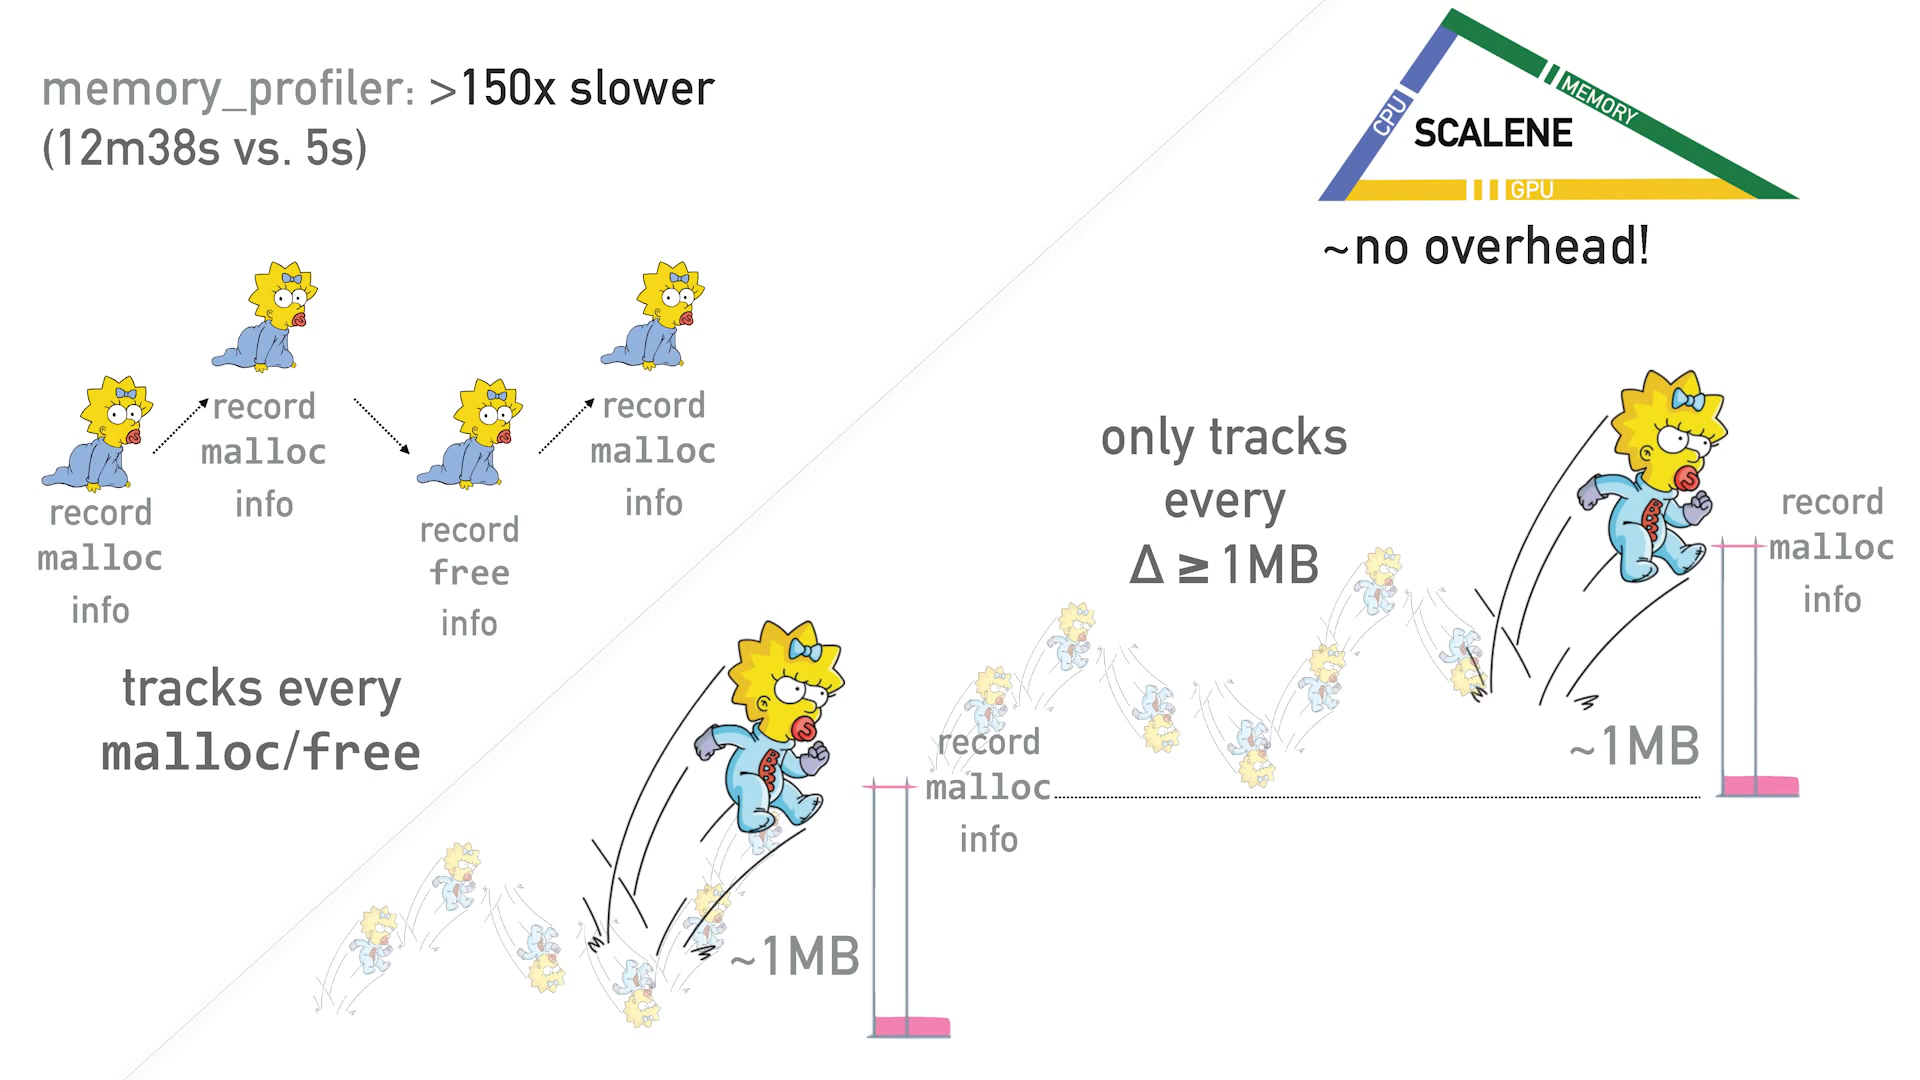 memory_profiler: >150x slower
(12m38s vs. 5s)
record
malloc
info
record
malloc
info
record
free
info
record
malloc
info
tracks every
malloc/free
CPU
MEMORY
SCALENE
GPU
~no overhead!
only tracks
every
Δ ≥ 1MB
~1MB
record
malloc
info
~1MB
record
malloc
info